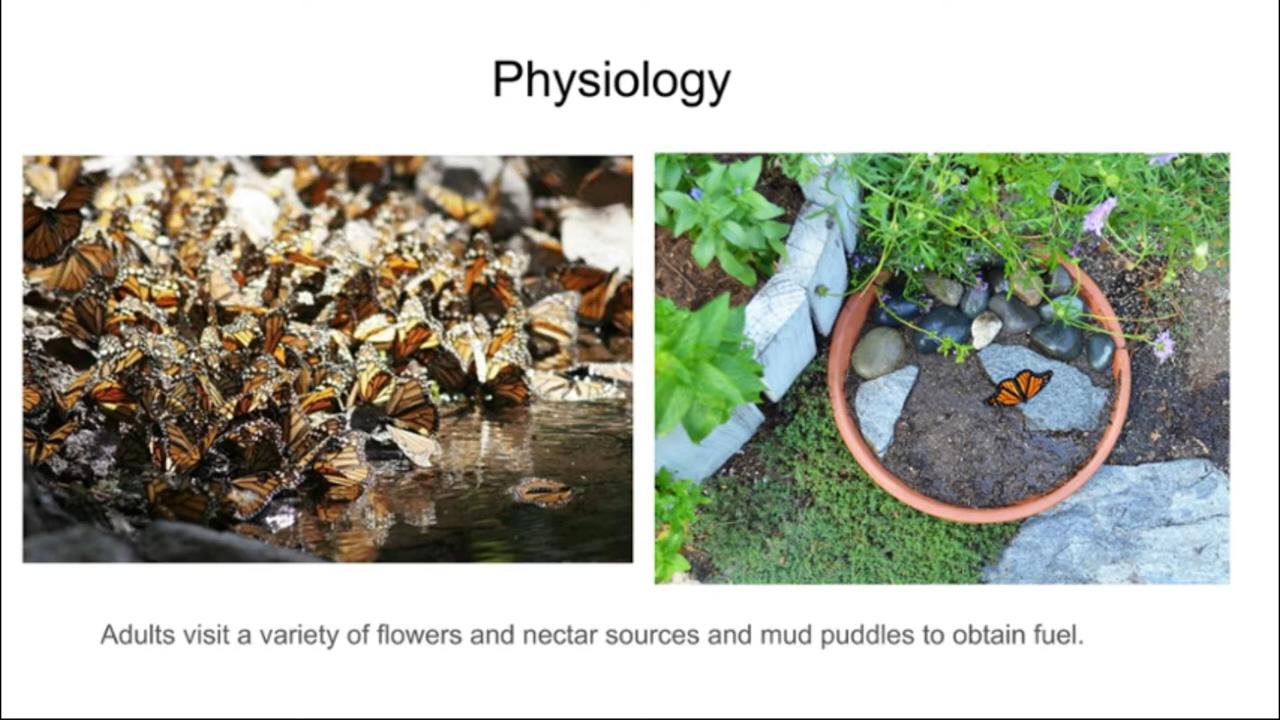 Physiology
Adults visit a variety of flowers and nectar sources and mud puddles to obtain fuel.